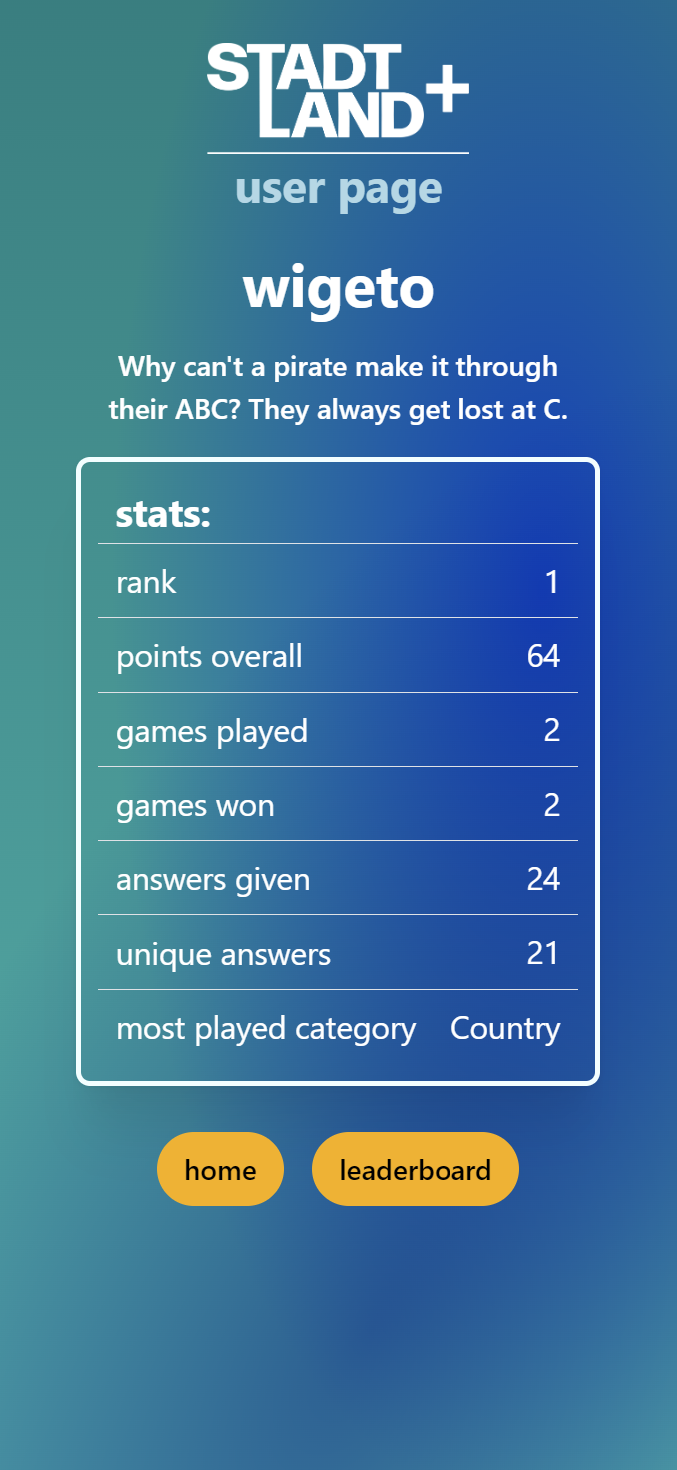 STADT
LAND+
user page
wigeto
Why can't a pirate make it through
their ABC? They always get lost at C.
stats:
rank 1
points overall 64
games played 2
games won 2
answers given 24
unique answers 21
most played category Country
home leaderboard